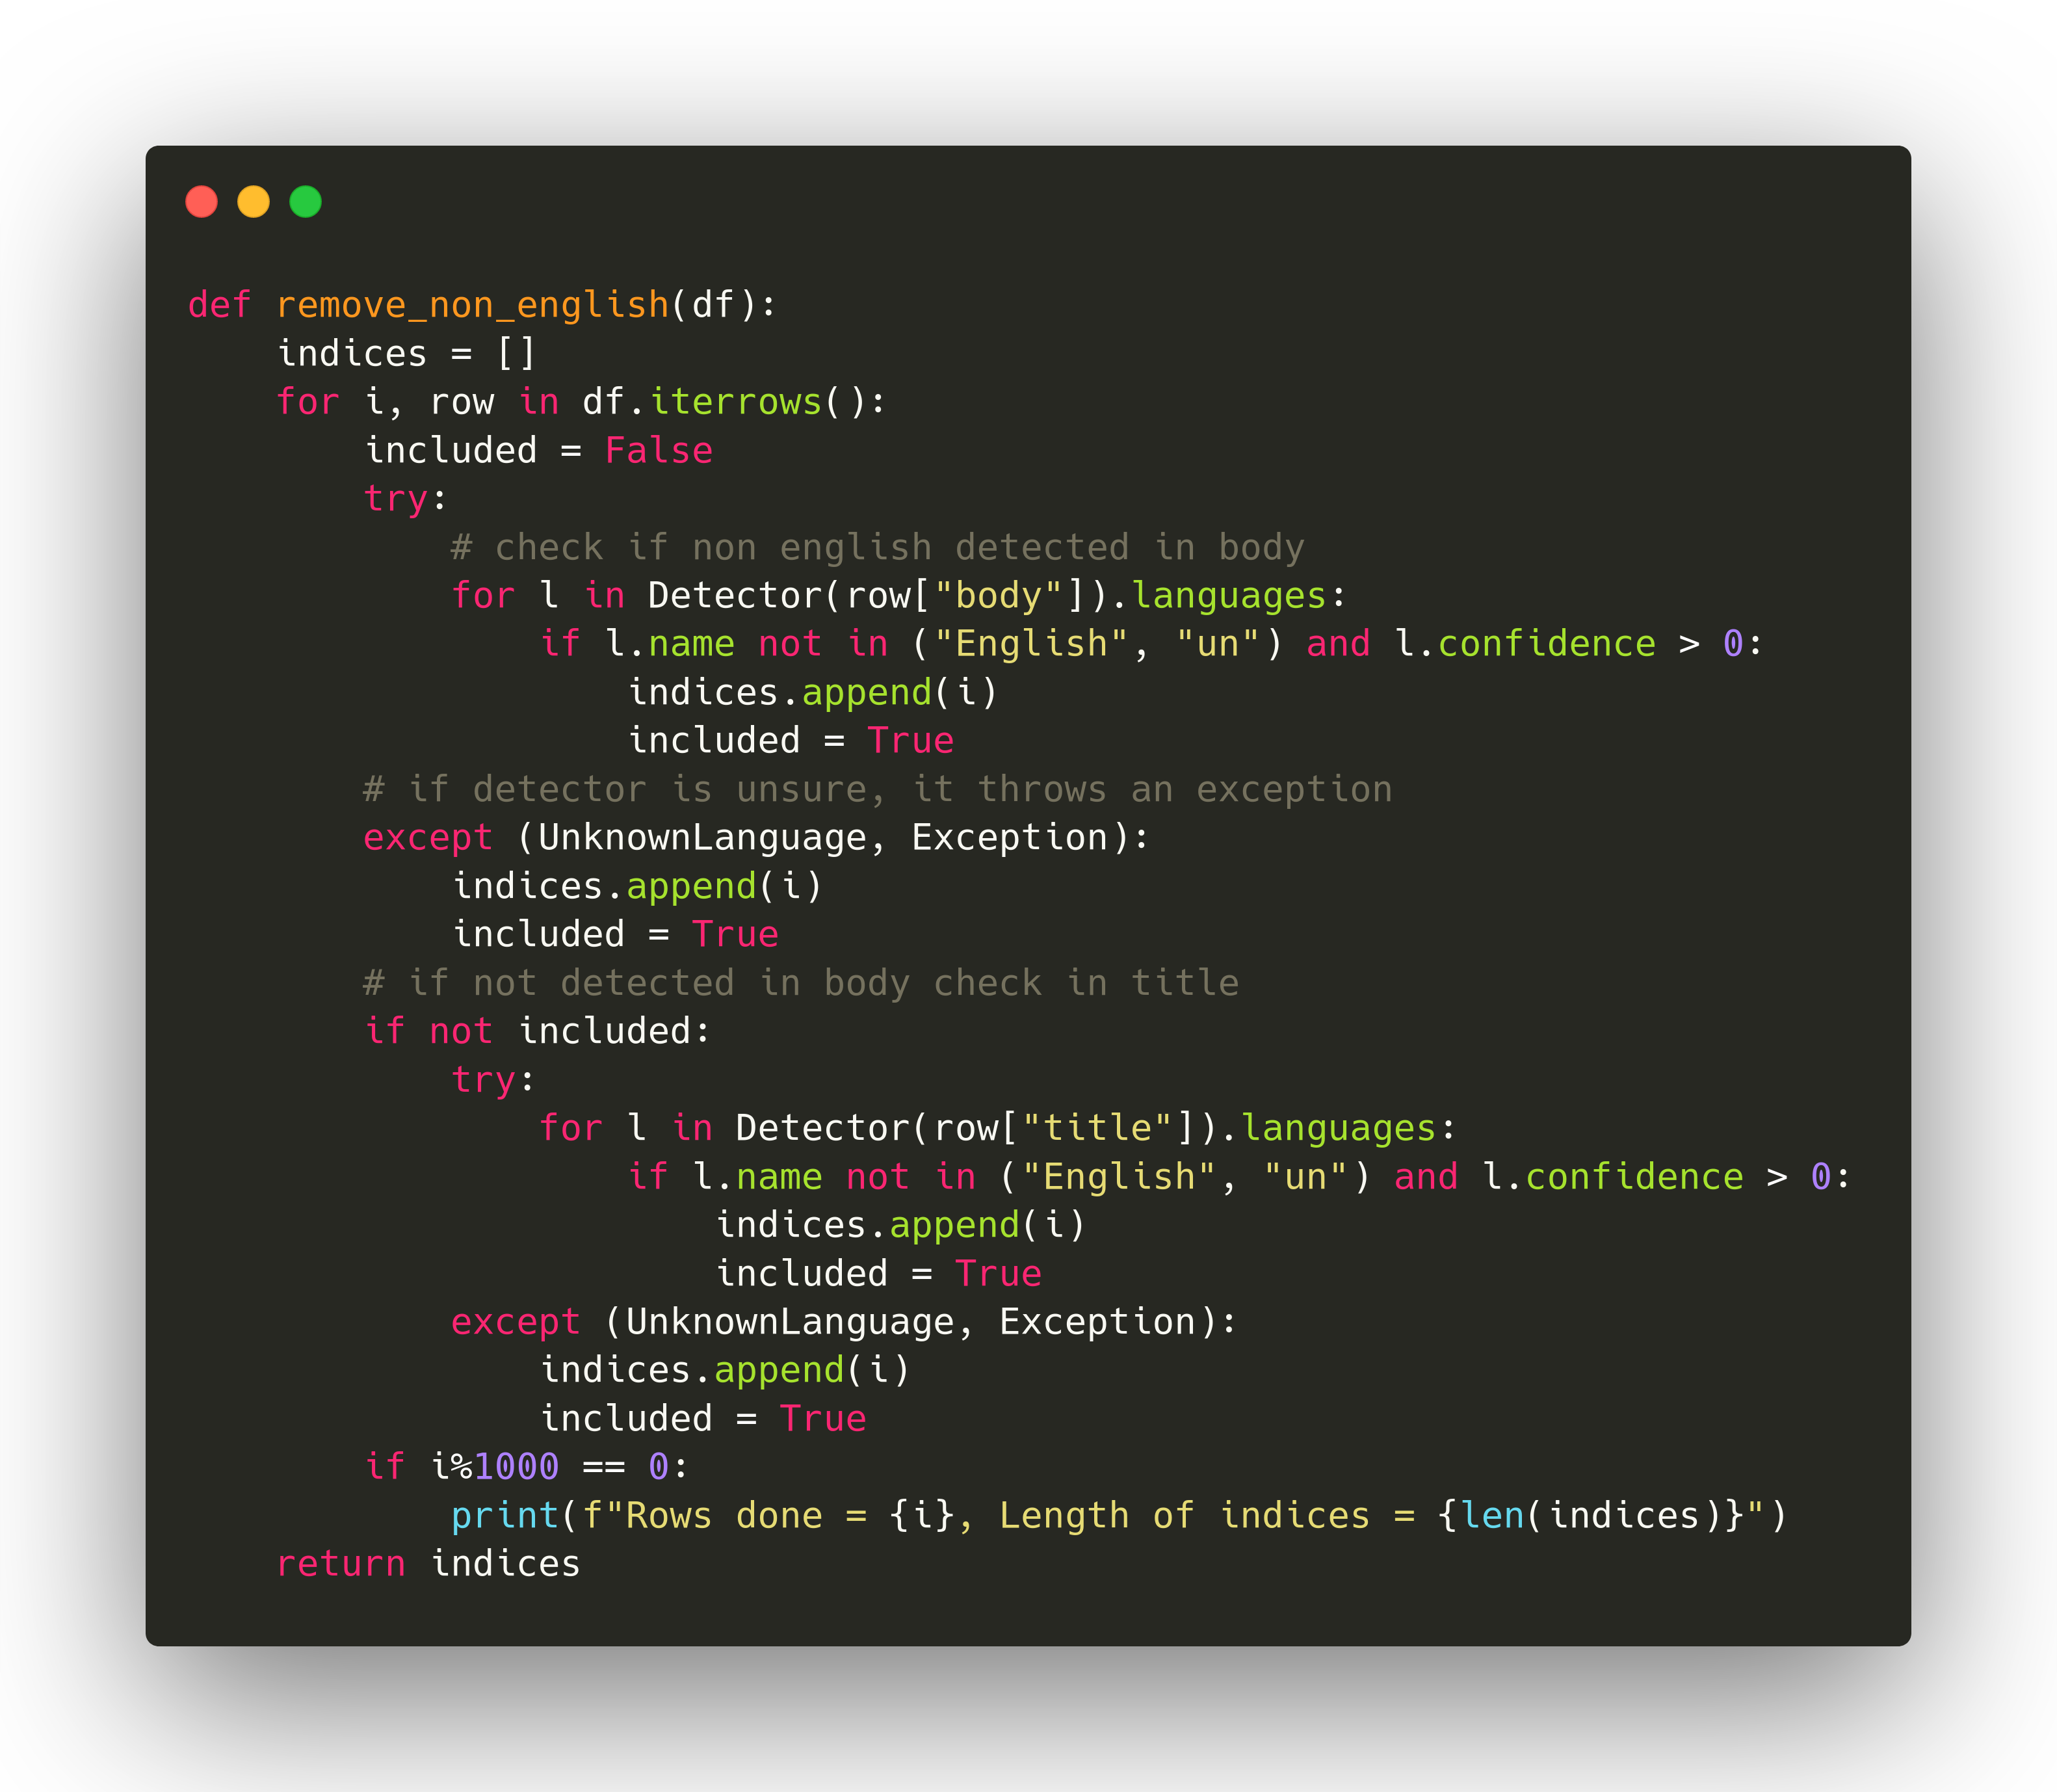 def remove_non_english(df):
    indices = []
    for i, row in df.iterrows():
        included = False
        try:
            # check if non english detected in body
            for l in Detector(row["body"]).languages:
                if l.name not in ("English", "un") and l.confidence > 0:
                    indices.append(i)
                    included = True
        # if detector is unsure, it throws an exception
        except (UnknownLanguage, Exception):
            indices.append(i)
            included = True
        # if not detected in body check in title
        if not included:
            try:
                for l in Detector(row["title"]).languages:
                    if l.name not in ("English", "un") and l.confidence > 0:
                        indices.append(i)
                        included = True
            except (UnknownLanguage, Exception):
                indices.append(i)
                included = True
        if i%1000 == 0:
            print(f"Rows done = {i}, Length of indices = {len(indices)}")
    return indices